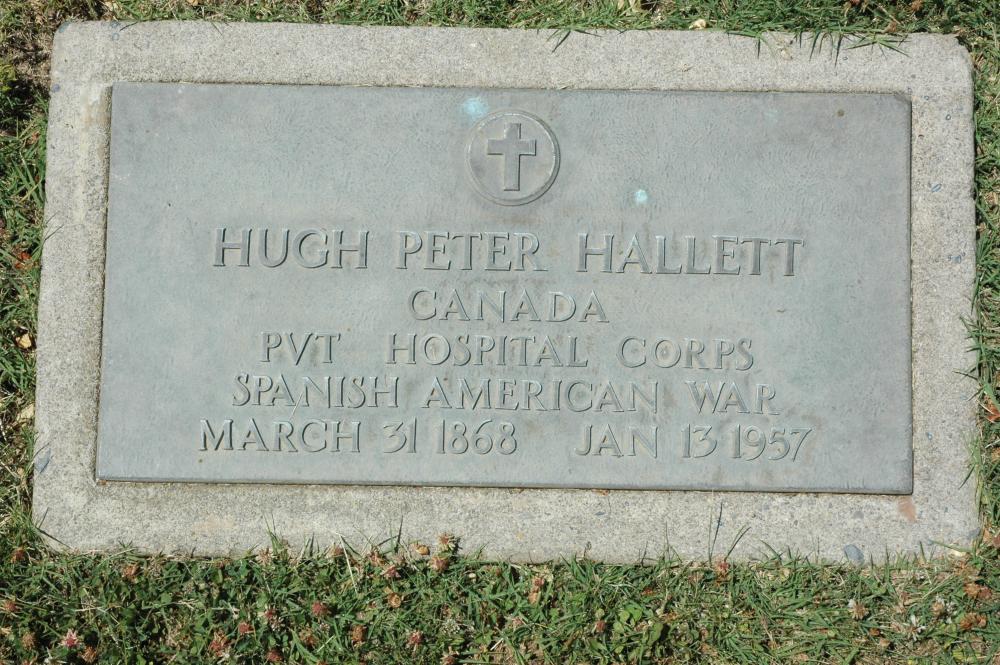 HUGH PETER HALLETT
CANADA
PVT HOSPITAL CORPS
SPANISH AMERICAN WAR
MARCH 31 1868 JAN 13 1957